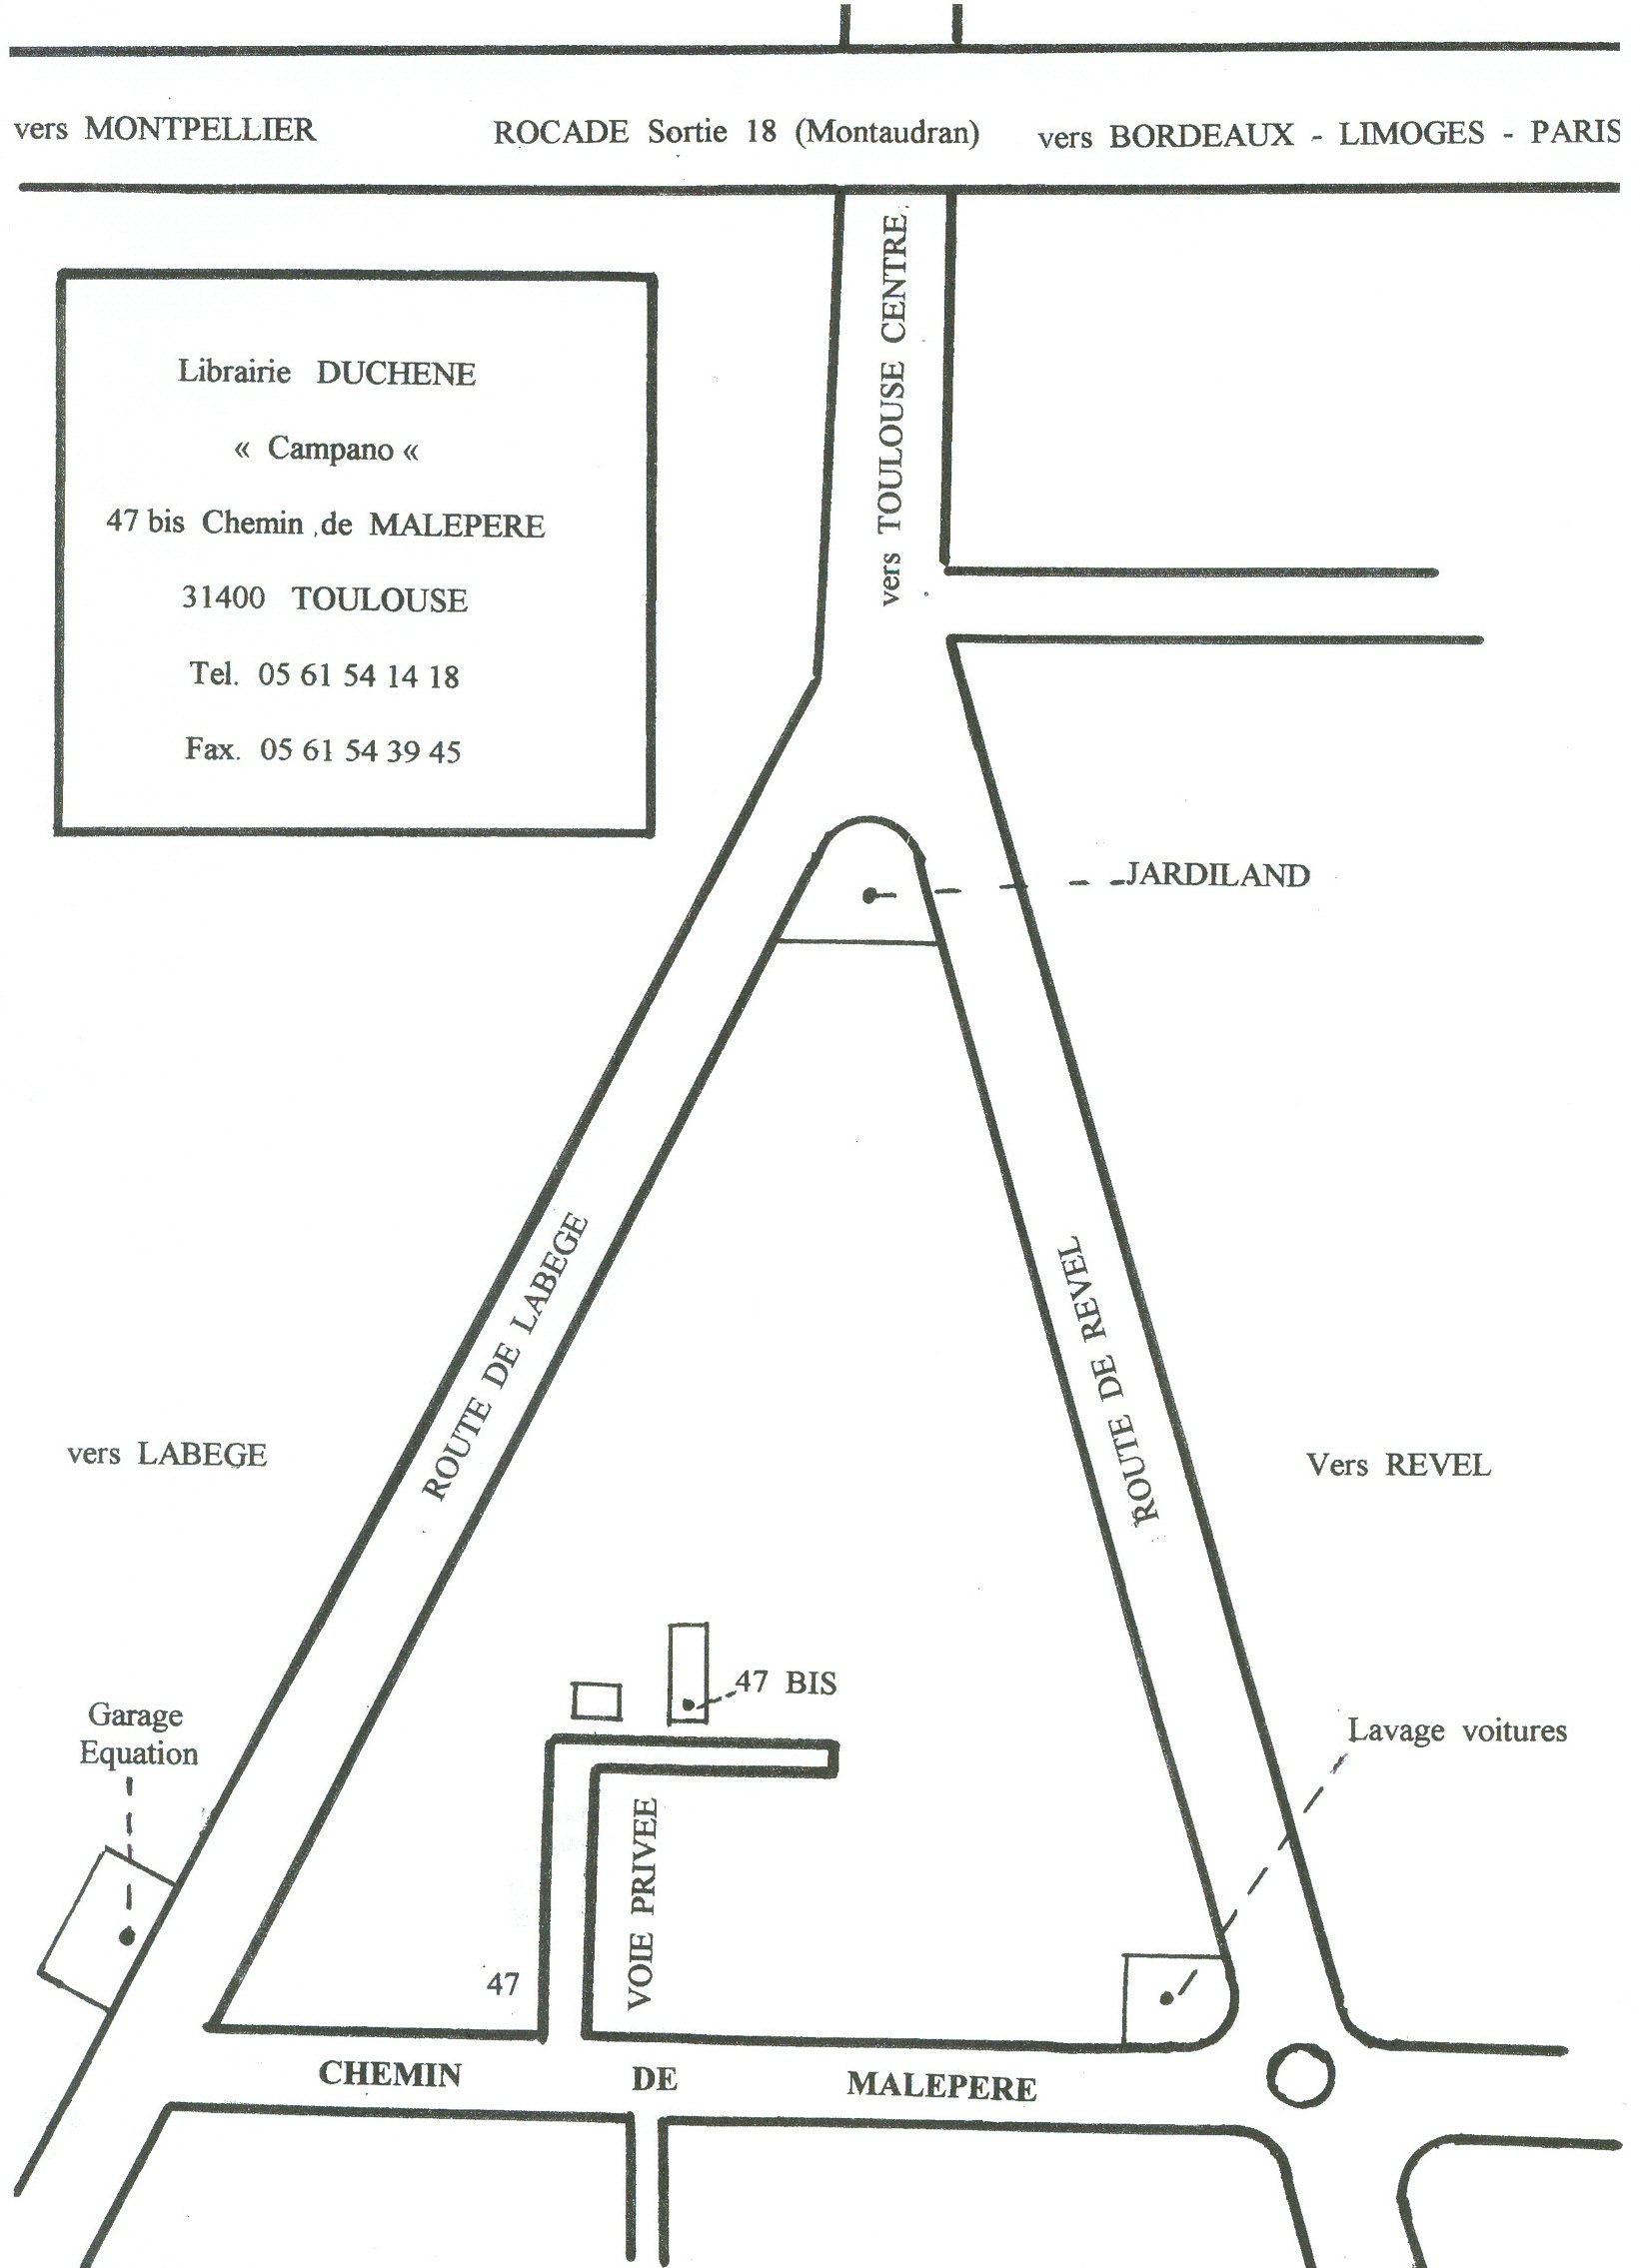 vers MONTPELLIER
ROCADE Sortie 18 (Montaudran)
vers BORDEAUX - LIMOGES - PARIS
vers TOULOUSE CENTRE
Librairie DUCHENE
« Campano «
47 bis Chemin de MALEPERE
31400 TOULOUSE
Tel. 05 61 54 14 18
Fax. 05 61 54 39 45
JARDILAND
ROUTE DE LABEGE
ROUTE DE REVEL
vers LABEGE
Vers REVEL
47 BIS
Garage
Equation
Lavage voitures
VOIE PRIVEE
47
CHEMIN DE MALEPERE